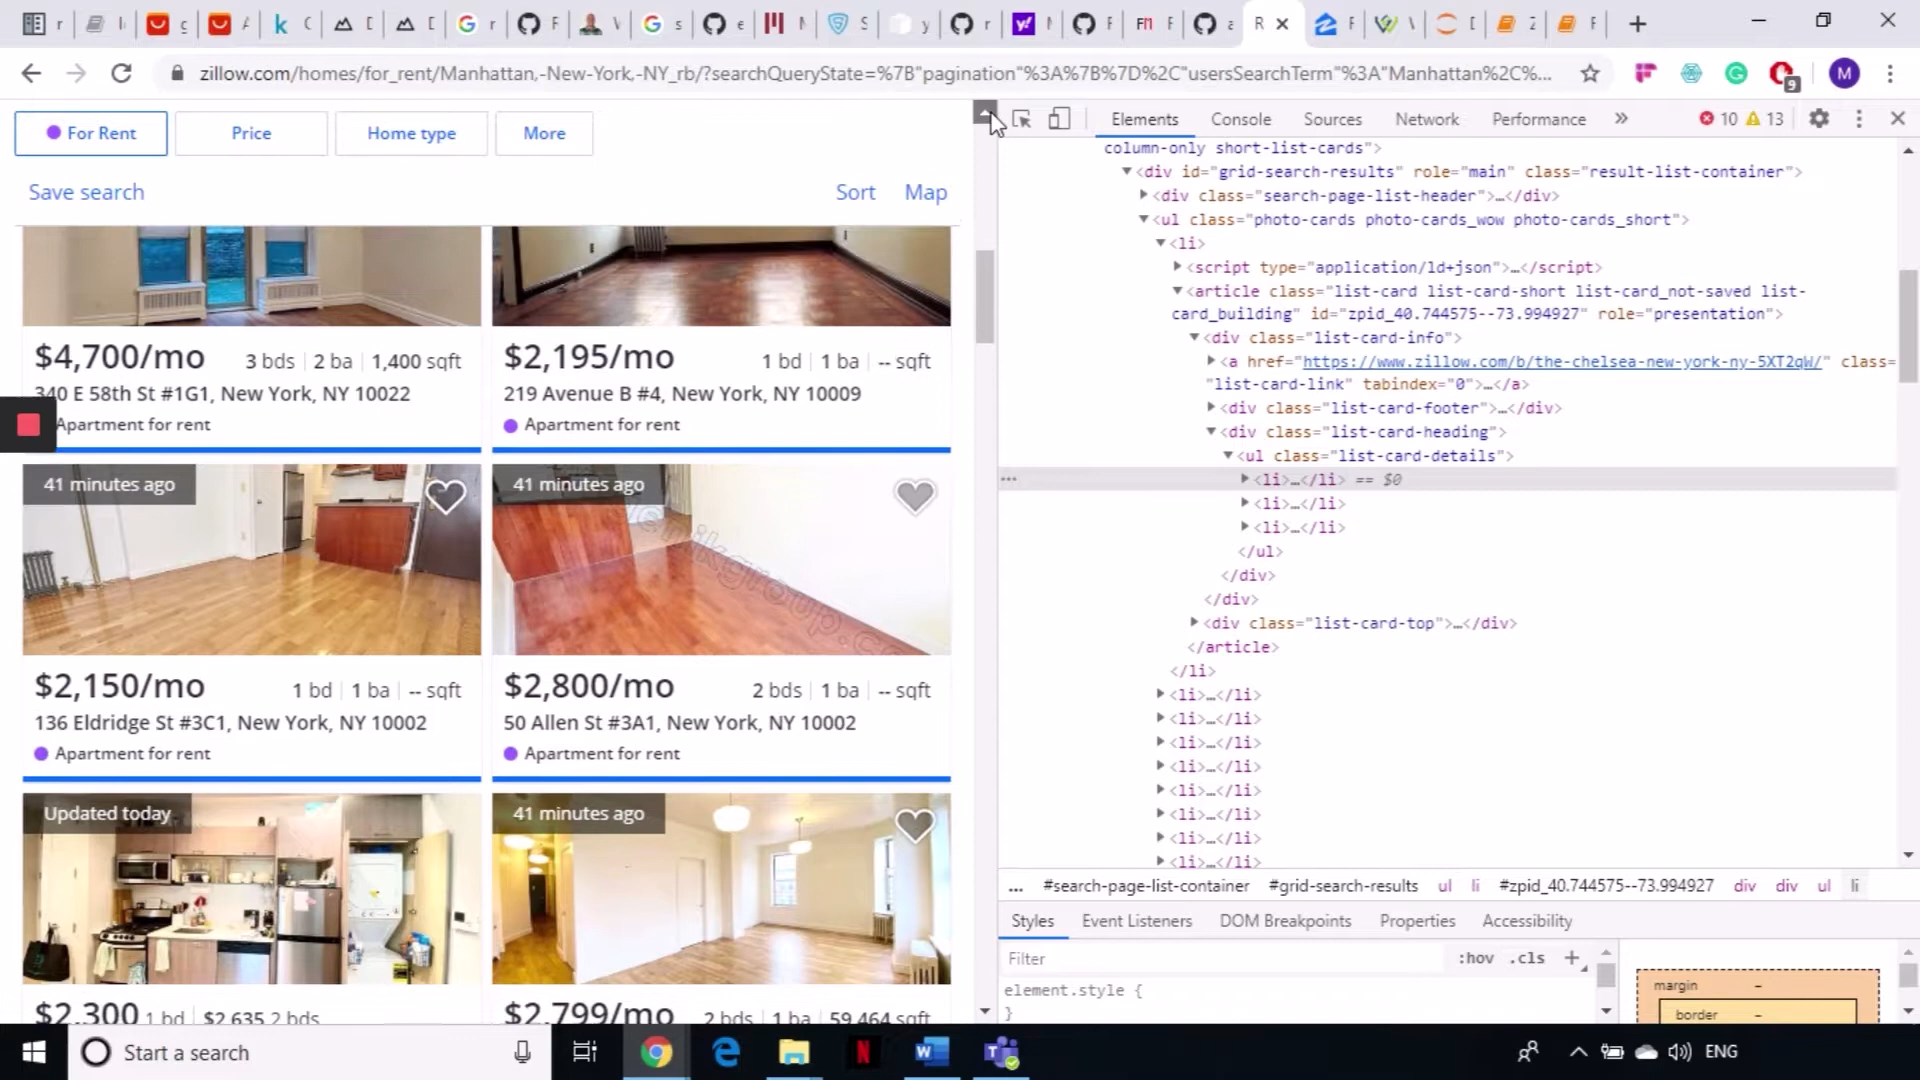 zillow.com/homes/for_rent/Manhattan,-New-York,-NY_rb/?searchQueryState=%7B"pagination"%3A%7B%7D%2C"usersSearchTerm"%3A"Manhattan%2C%...
9
M
For Rent
Price
Home type
More
Save search
Sort
Map
$4,700/mo
3 bds | 2 ba | 1,400 sqft
340 E 58th St #1G1, New York, NY 10022
Apartment for rent
$2,195/mo
1 bd | 1 ba | -- sqft
219 Avenue B #4, New York, NY 10009
Apartment for rent
41 minutes ago
41 minutes ago
$2,150/mo
1 bd | 1 ba | -- sqft
136 Eldridge St #3C1, New York, NY 10002
Apartment for rent
$2,800/mo
2 bds | 1 ba | -- sqft
50 Allen St #3A1, New York, NY 10002
Apartment for rent
Updated today
41 minutes ago
$2,300 1 bd | $2,635 2 bds
$2,799/mo
2 bds | 1 ba | 59,464 sqft
Elements
Console
Sources
Network
Performance
»
10
13
column-only short-list-cards">
<div id="grid-search-results" role="main" class="result-list-container">
<div class="search-page-list-header">…</div>
<ul class="photo-cards photo-cards_wow photo-cards_short">
<li>
<script type="application/ld+json">…</script>
<article class="list-card list-card-short list-card_not-saved list-
card_building" id="zpid_40.744575--73.994927" role="presentation">
<div class="list-card-info">
<a href="https://www.zillow.com/b/the-chelsea-new-york-ny-5XT2qW/" class=
"list-card-link" tabindex="0">…</a>
<div class="list-card-footer">…</div>
<div class="list-card-heading">
<ul class="list-card-details">
<li>…</li> == $0
<li>…</li>
<li>…</li>
</ul>
</div>
</div>
<div class="list-card-top">…</div>
</article>
</li>
<li>…</li>
<li>…</li>
<li>…</li>
<li>…</li>
<li>…</li>
<li>…</li>
<li>…</li>
<li>…</li>
... #search-page-list-container #grid-search-results ul li #zpid_40.744575--73.994927 div div ul li
Styles
Event Listeners
DOM Breakpoints
Properties
Accessibility
Filter
:hov .cls +
element.style {
}
margin
-
border
-
Start a search
ENG